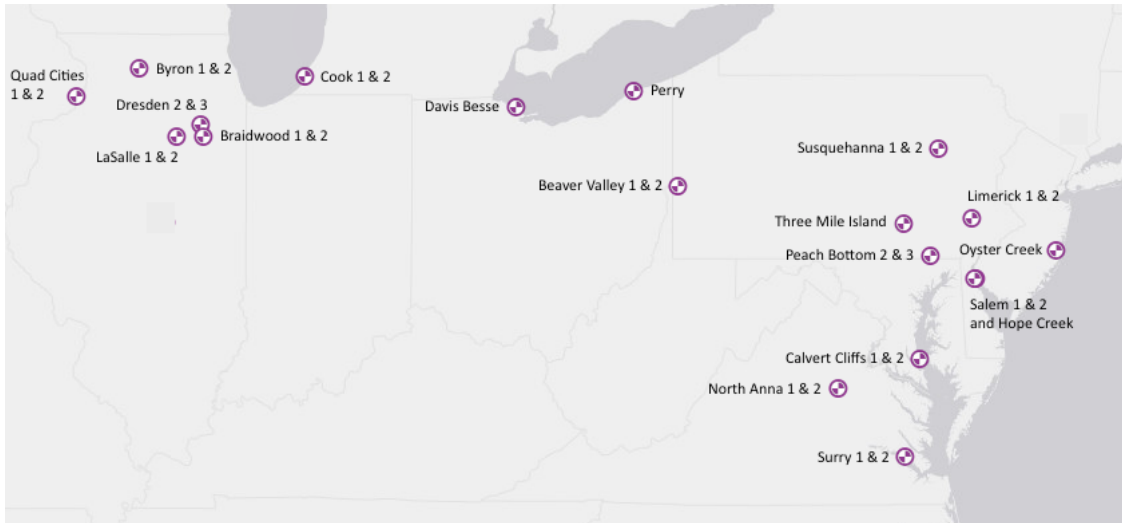 Quad Cities
1 & 2
Byron 1 & 2
Cook 1 & 2
Dresden 2 & 3
Braidwood 1 & 2
LaSalle 1 & 2
Davis Besse
Perry
Beaver Valley 1 & 2
Susquehanna 1 & 2
Limerick 1 & 2
Three Mile Island
Oyster Creek
Peach Bottom 2 & 3
Salem 1 & 2
and Hope Creek
Calvert Cliffs 1 & 2
North Anna 1 & 2
Surry 1 & 2